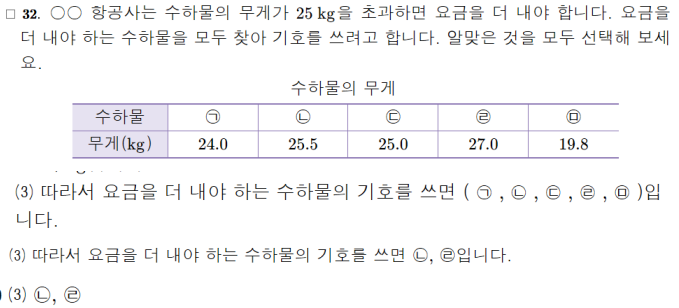 □ 32. ○○ 항공사는 수하물의 무게가 25 kg을 초과하면 요금을 더 내야 합니다. 요금을
더 내야 하는 수하물을 모두 찾아 기호를 쓰려고 합니다. 알맞은 것을 모두 선택해 보세
요.
수하물의 무게
수하물 ㉠ ㉡ ㉢ ㉣ ㉤
무게(kg) 24.0 25.5 25.0 27.0 19.8
(3) 따라서 요금을 더 내야 하는 수하물의 기호를 쓰면 ( ㉠ , ㉡ , ㉢ , ㉣ , ㉤ )입
니다.
(3) 따라서 요금을 더 내야 하는 수하물의 기호를 쓰면 ㉡, ㉣입니다.
(3) ㉡, ㉣